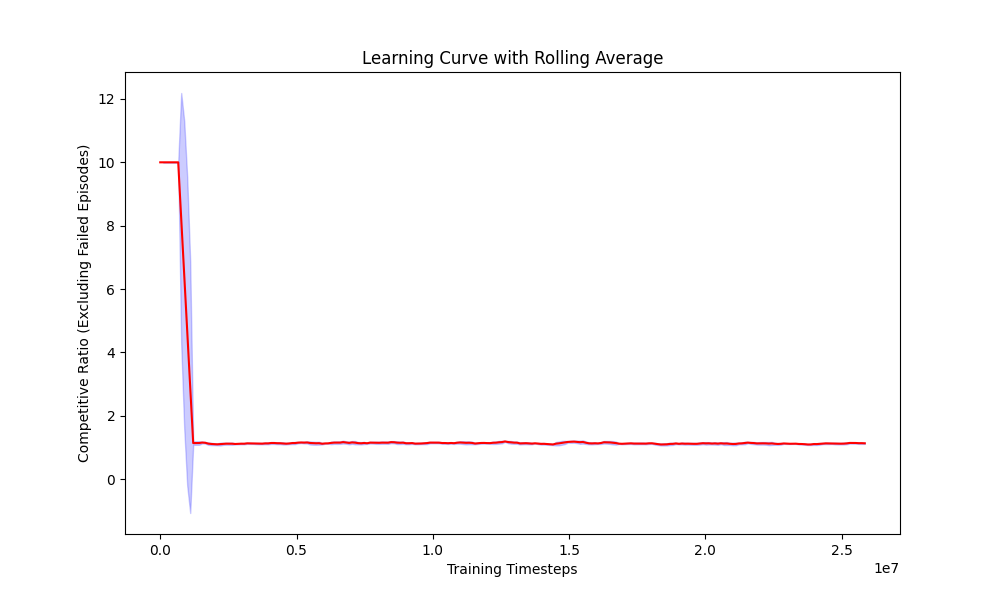 Learning Curve with Rolling Average
Competitive Ratio (Excluding Failed Episodes)
12
10
8
6
4
2
0
0.0 0.5 1.0 1.5 2.0 2.5
1e7
Training Timesteps